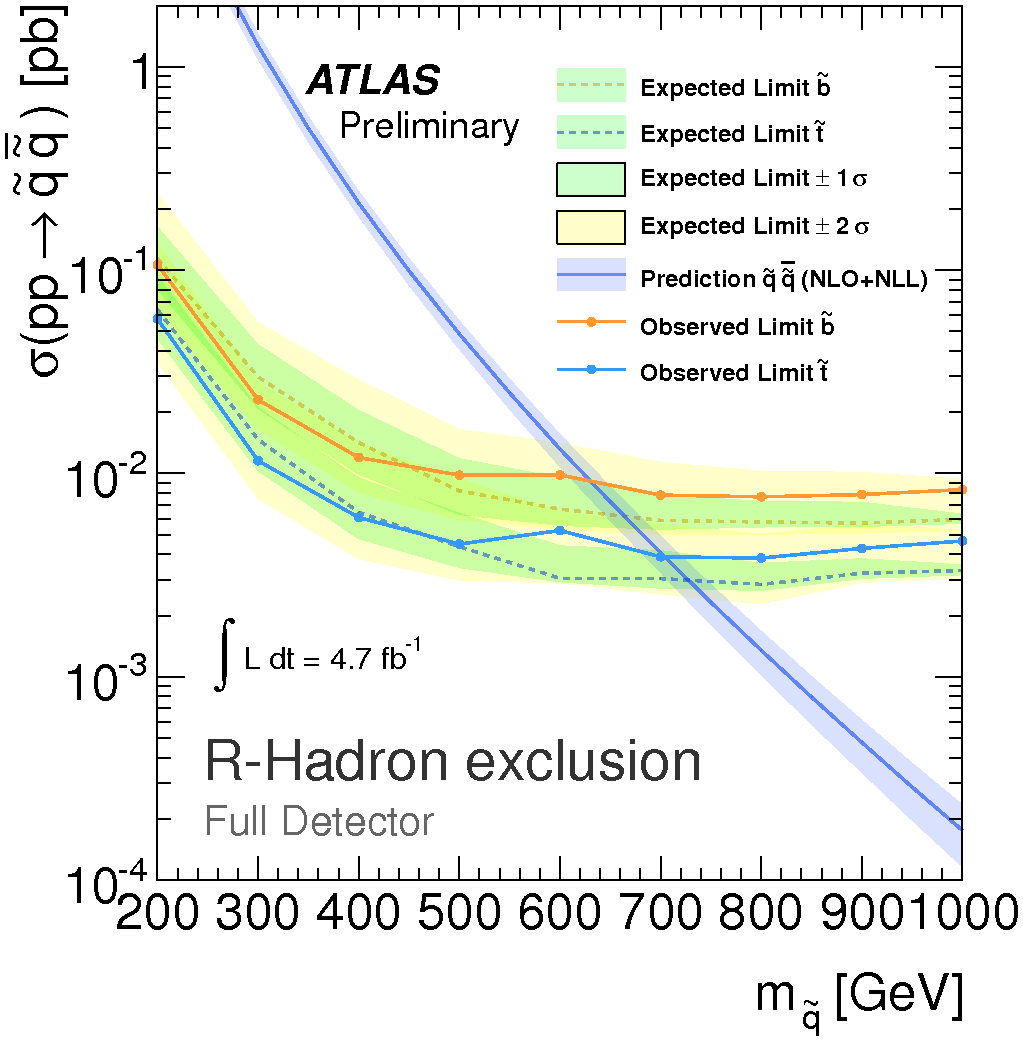 σ(pp → q̃ q̃̅ ) [pb]
ATLAS
Preliminary
Expected Limit b̃
Expected Limit t̃
Expected Limit ± 1 σ
Expected Limit ± 2 σ
Prediction q̃ q̃̅ (NLO+NLL)
Observed Limit b̃
Observed Limit t̃
1
10⁻¹
10⁻²
10⁻³
10⁻⁴
∫ L dt = 4.7 fb⁻¹
R-Hadron exclusion
Full Detector
200 300 400 500 600 700 800 900 1000
m_q̃ [GeV]